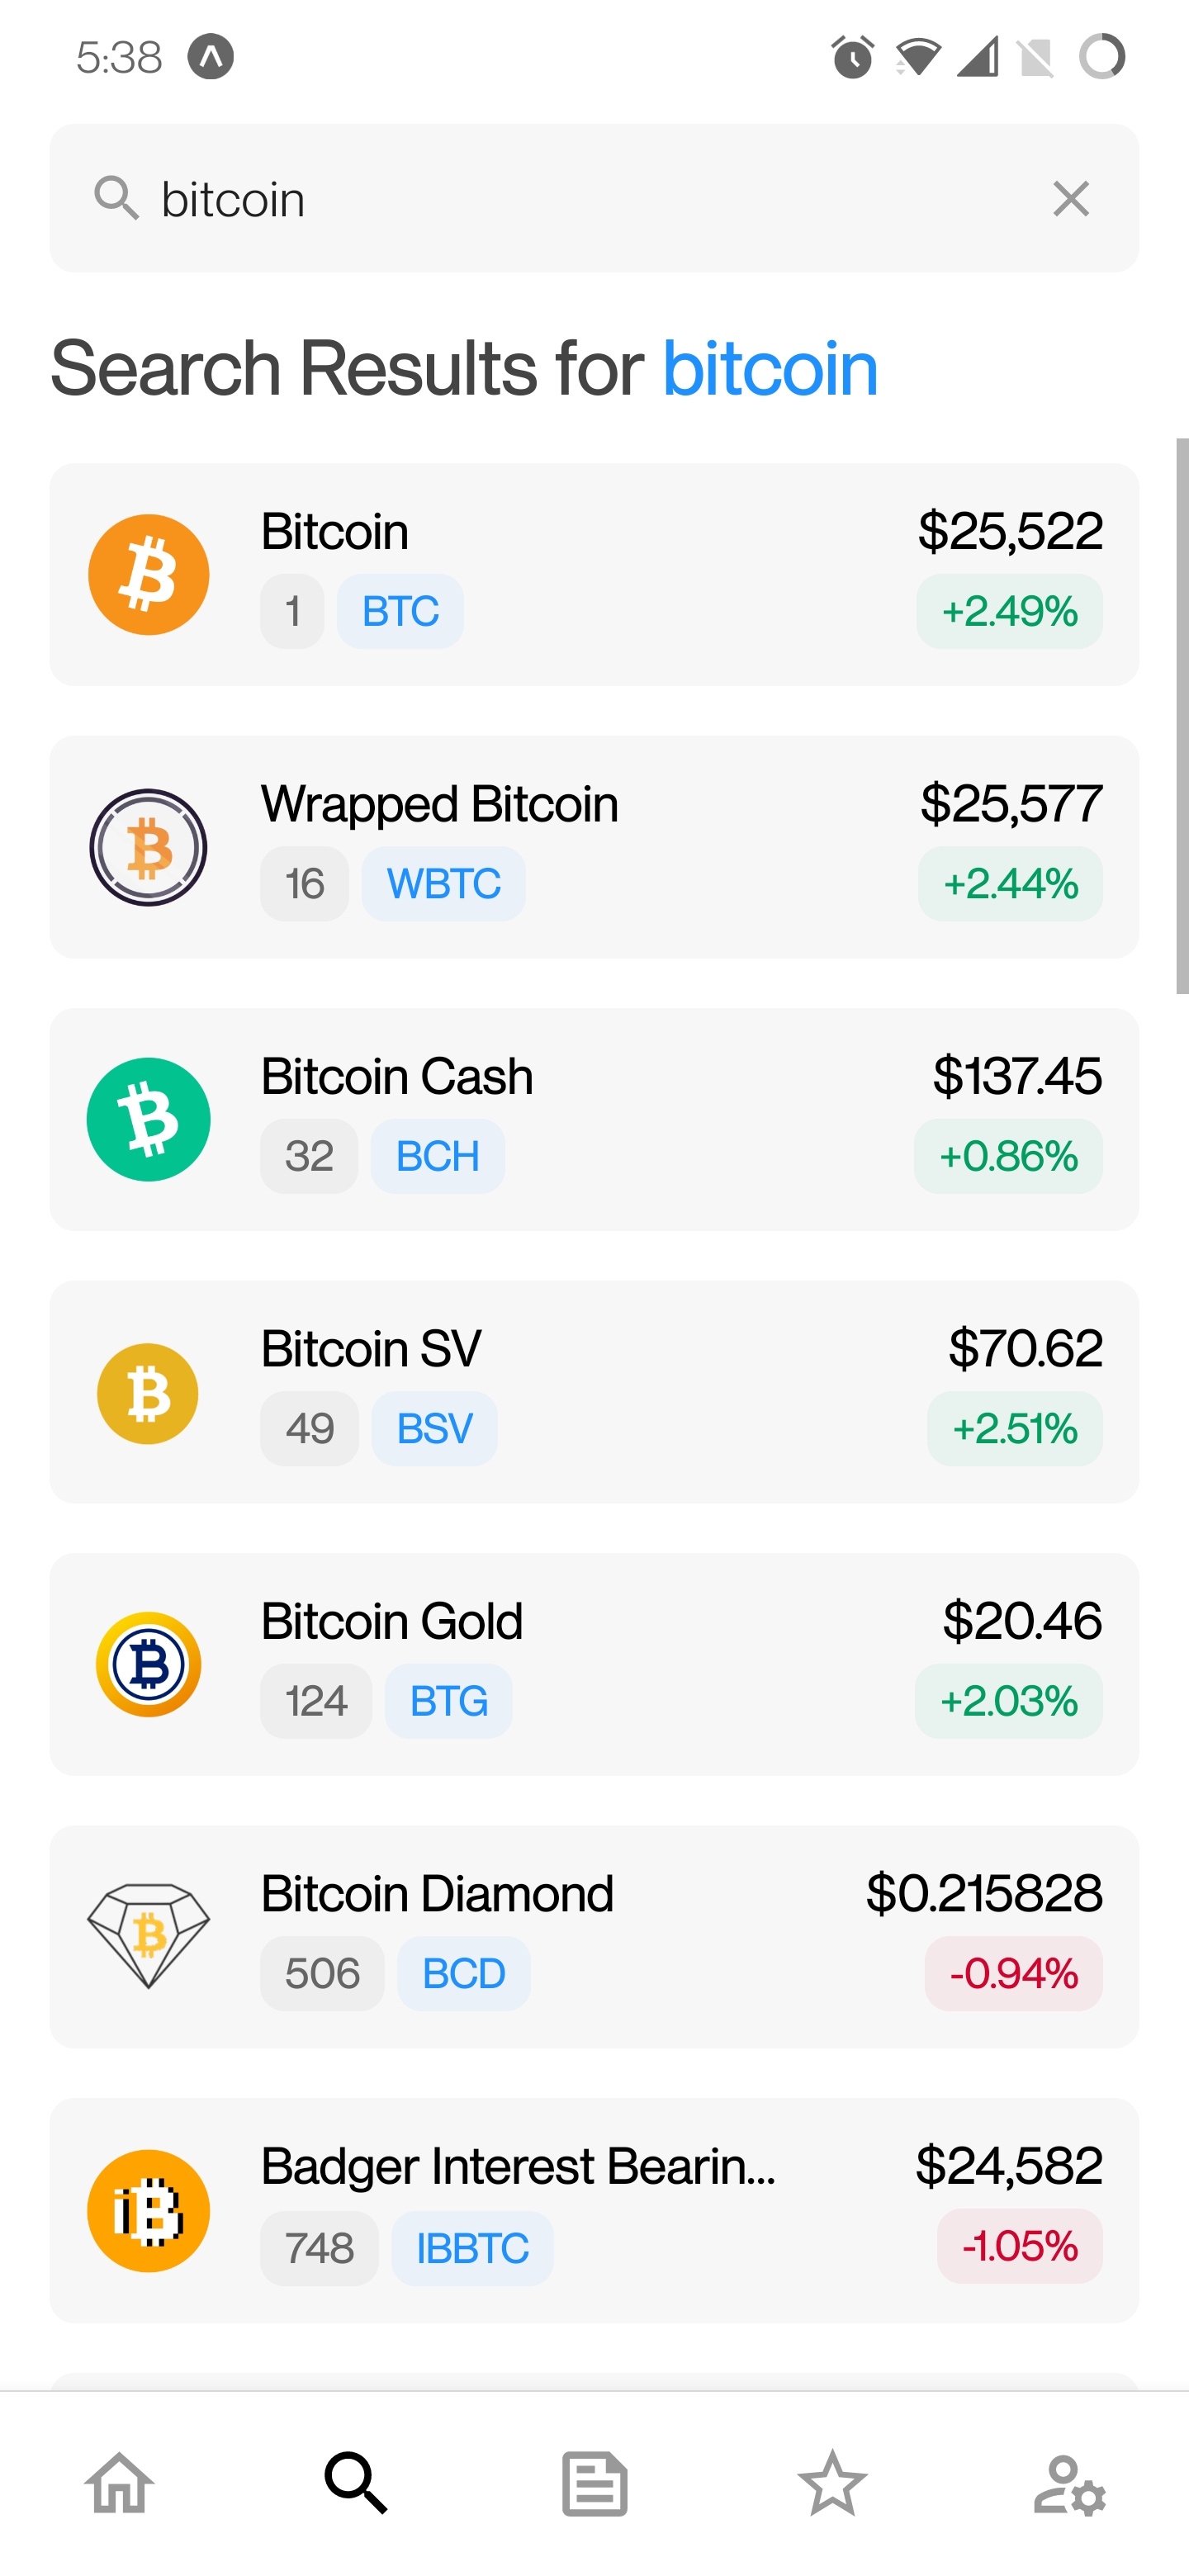 5:38
bitcoin
Search Results for bitcoin
Bitcoin
$25,522
1
BTC
+2.49%
Wrapped Bitcoin
$25,577
16
WBTC
+2.44%
Bitcoin Cash
$137.45
32
BCH
+0.86%
Bitcoin SV
$70.62
49
BSV
+2.51%
Bitcoin Gold
$20.46
124
BTG
+2.03%
Bitcoin Diamond
$0.215828
506
BCD
-0.94%
Badger Interest Bearin...
$24,582
748
IBBTC
-1.05%